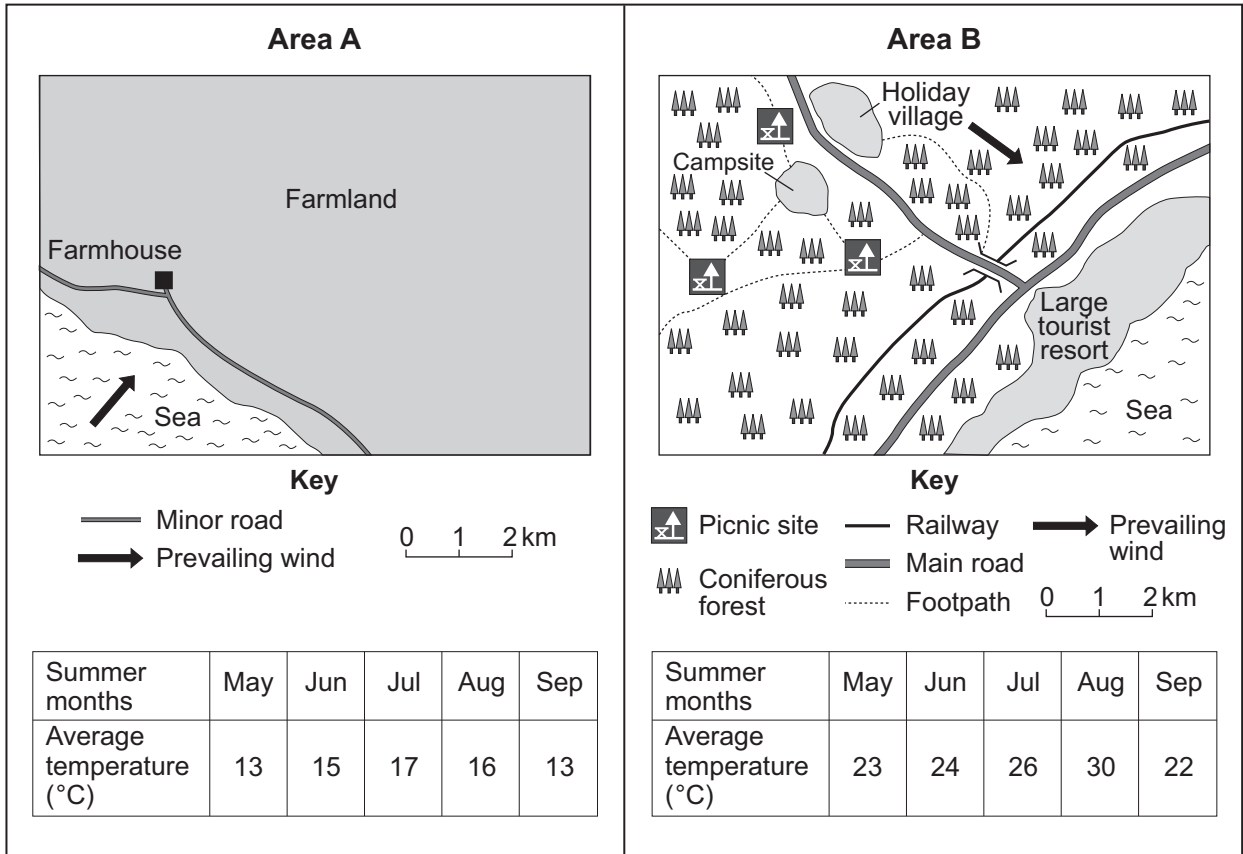 Area A
Farmland
Farmhouse
Sea
Key
Minor road
Prevailing wind
0 1 2 km
Summer months May Jun Jul Aug Sep
Average temperature (°C) 13 15 17 16 13
Area B
Holiday
village
Campsite
Large
tourist
resort
Sea
Key
Picnic site
Railway
Prevailing
wind
Coniferous
forest
Main road
Footpath
0 1 2 km
Summer months May Jun Jul Aug Sep
Average temperature (°C) 23 24 26 30 22